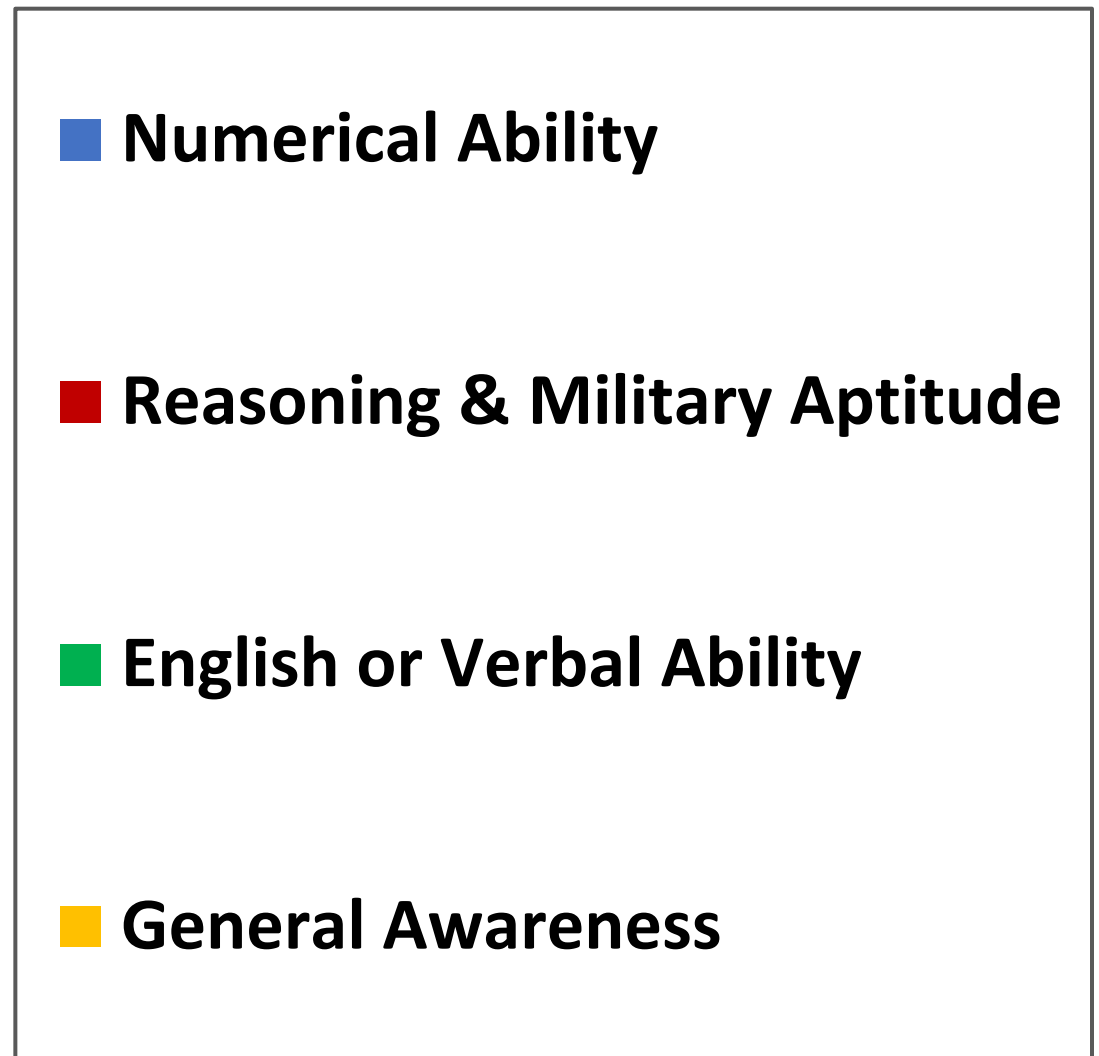 Numerical Ability
Reasoning & Military Aptitude
English or Verbal Ability
General Awareness